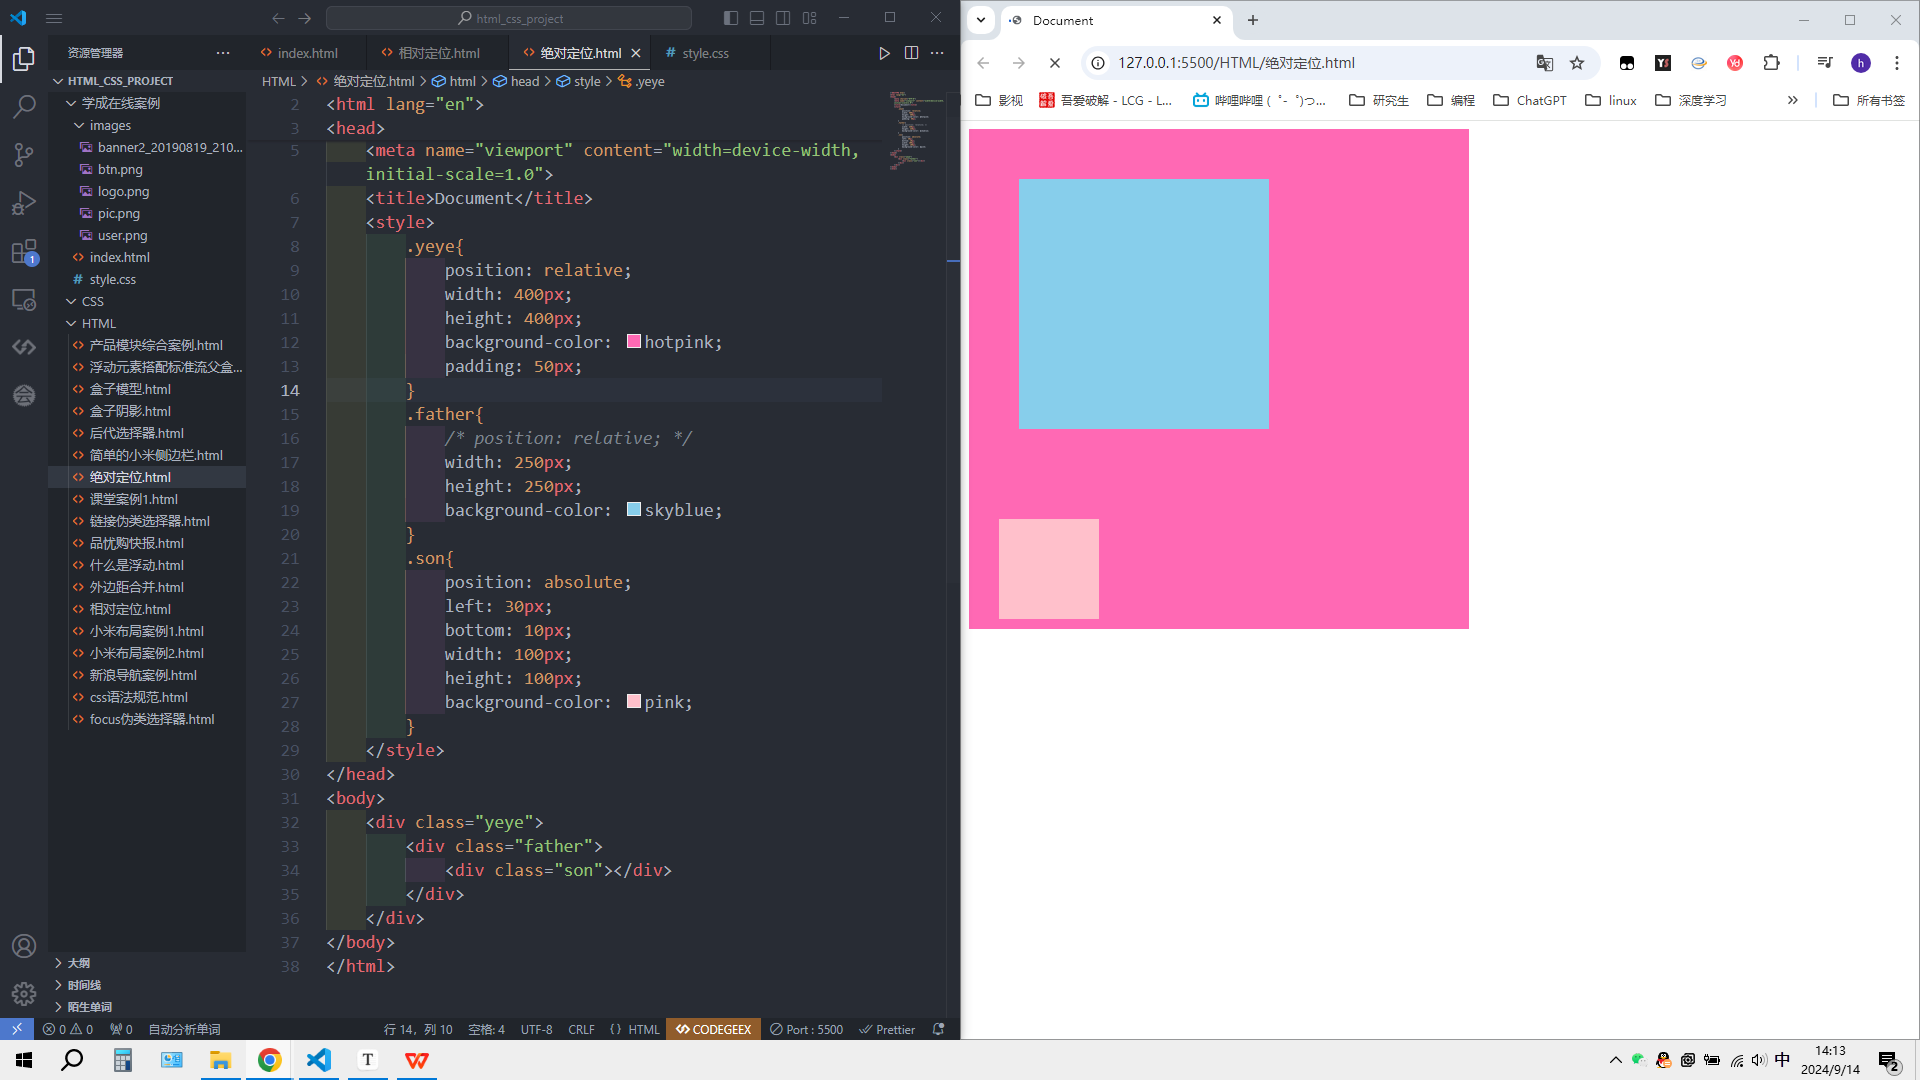 html_css_project
资源管理器
HTML_CSS_PROJECT
学成在线案例
images
banner2_20190819_210...
btn.png
logo.png
pic.png
user.png
index.html
style.css
CSS
HTML
产品模块综合案例.html
浮动元素搭配标准流父盒...
盒子模型.html
盒子阴影.html
后代选择器.html
简单的小米侧边栏.html
绝对定位.html
课堂案例1.html
链接伪类选择器.html
品优购快报.html
什么是浮动.html
外边距合并.html
相对定位.html
小米布局案例1.html
小米布局案例2.html
新浪导航案例.html
css语法规范.html
focus伪类选择器.html
大纲
时间线
陌生单词
index.html 相对定位.html 绝对定位.html style.css
HTML > 绝对定位.html > html > head > style > .yeye
2 <html lang="en">
3 <head>
5 <meta name="viewport" content="width=device-width,
initial-scale=1.0">
6 <title>Document</title>
7 <style>
8 .yeye{
9 position: relative;
10 width: 400px;
11 height: 400px;
12 background-color: hotpink;
13 padding: 50px;
14 }
15 .father{
16 /* position: relative; */
17 width: 250px;
18 height: 250px;
19 background-color: skyblue;
20 }
21 .son{
22 position: absolute;
23 left: 30px;
24 bottom: 10px;
25 width: 100px;
26 height: 100px;
27 background-color: pink;
28 }
29 </style>
30 </head>
31 <body>
32 <div class="yeye">
33 <div class="father">
34 <div class="son"></div>
35 </div>
36 </div>
37 </body>
38 </html>
0 0 0 自动分析单词 行 14，列 10 空格: 4 UTF-8 CRLF {} HTML CODEGEEX Port : 5500 Prettier
Document
127.0.0.1:5500/HTML/绝对定位.html
影视 吾爱破解 - LCG - L... 哔哩哔哩 (゜-゜)つ... 研究生 编程 ChatGPT linux 深度学习 » 所有书签
中
14:13
2024/9/14
2